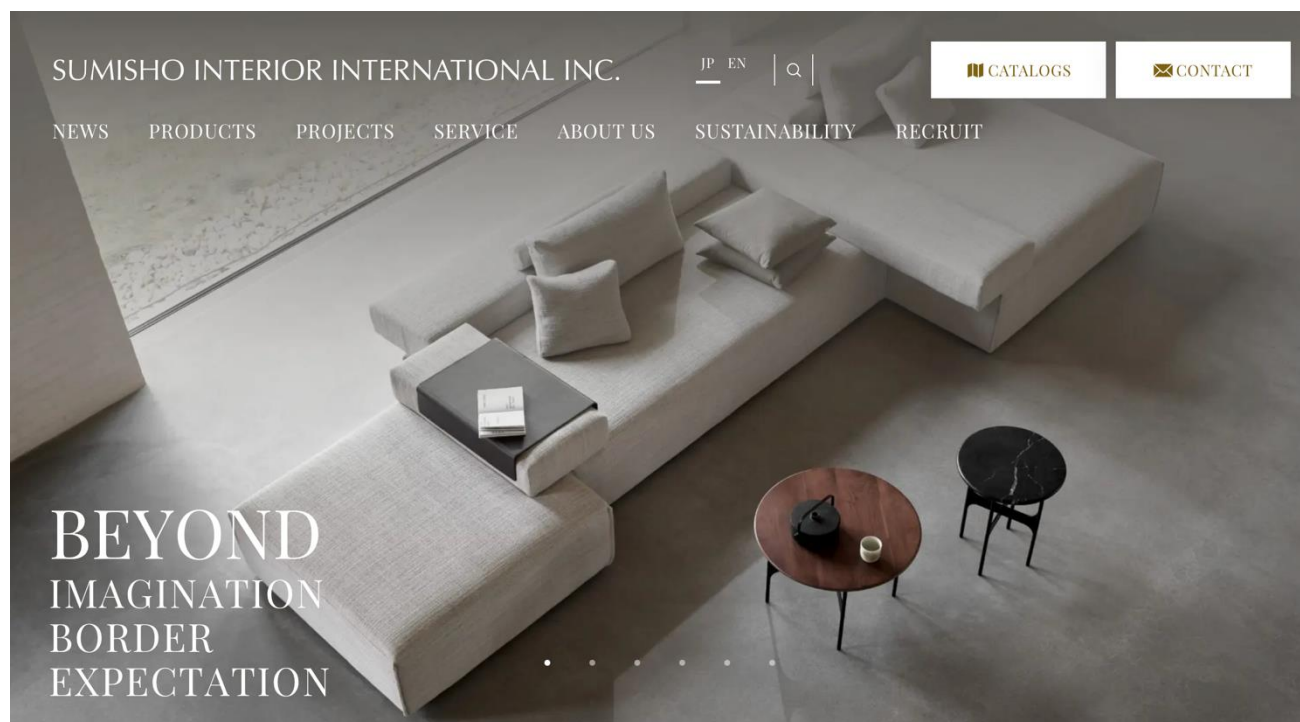 SUMISHO INTERIOR INTERNATIONAL INC.
JP EN
CATALOGS
CONTACT
NEWS PRODUCTS PROJECTS SERVICE ABOUT US SUSTAINABILITY RECRUIT
BEYOND
IMAGINATION
BORDER
EXPECTATION